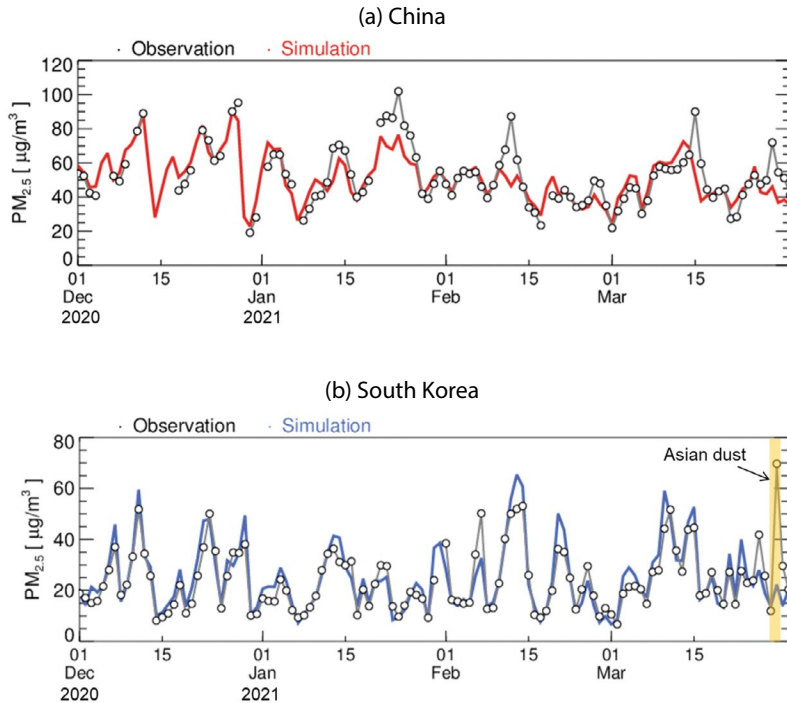 (a) China
· Observation · Simulation
PM2.5 [ μg/m³ ]
120
100
80
60
40
20
0
01 15 01 15 01 15 01 15
Dec Jan Feb Mar
2020 2021
(b) South Korea
· Observation · Simulation
PM2.5 [ μg/m³ ]
80
60
40
20
0
Asian dust
01 15 01 15 01 15 01 15
Dec Jan Feb Mar
2020 2021